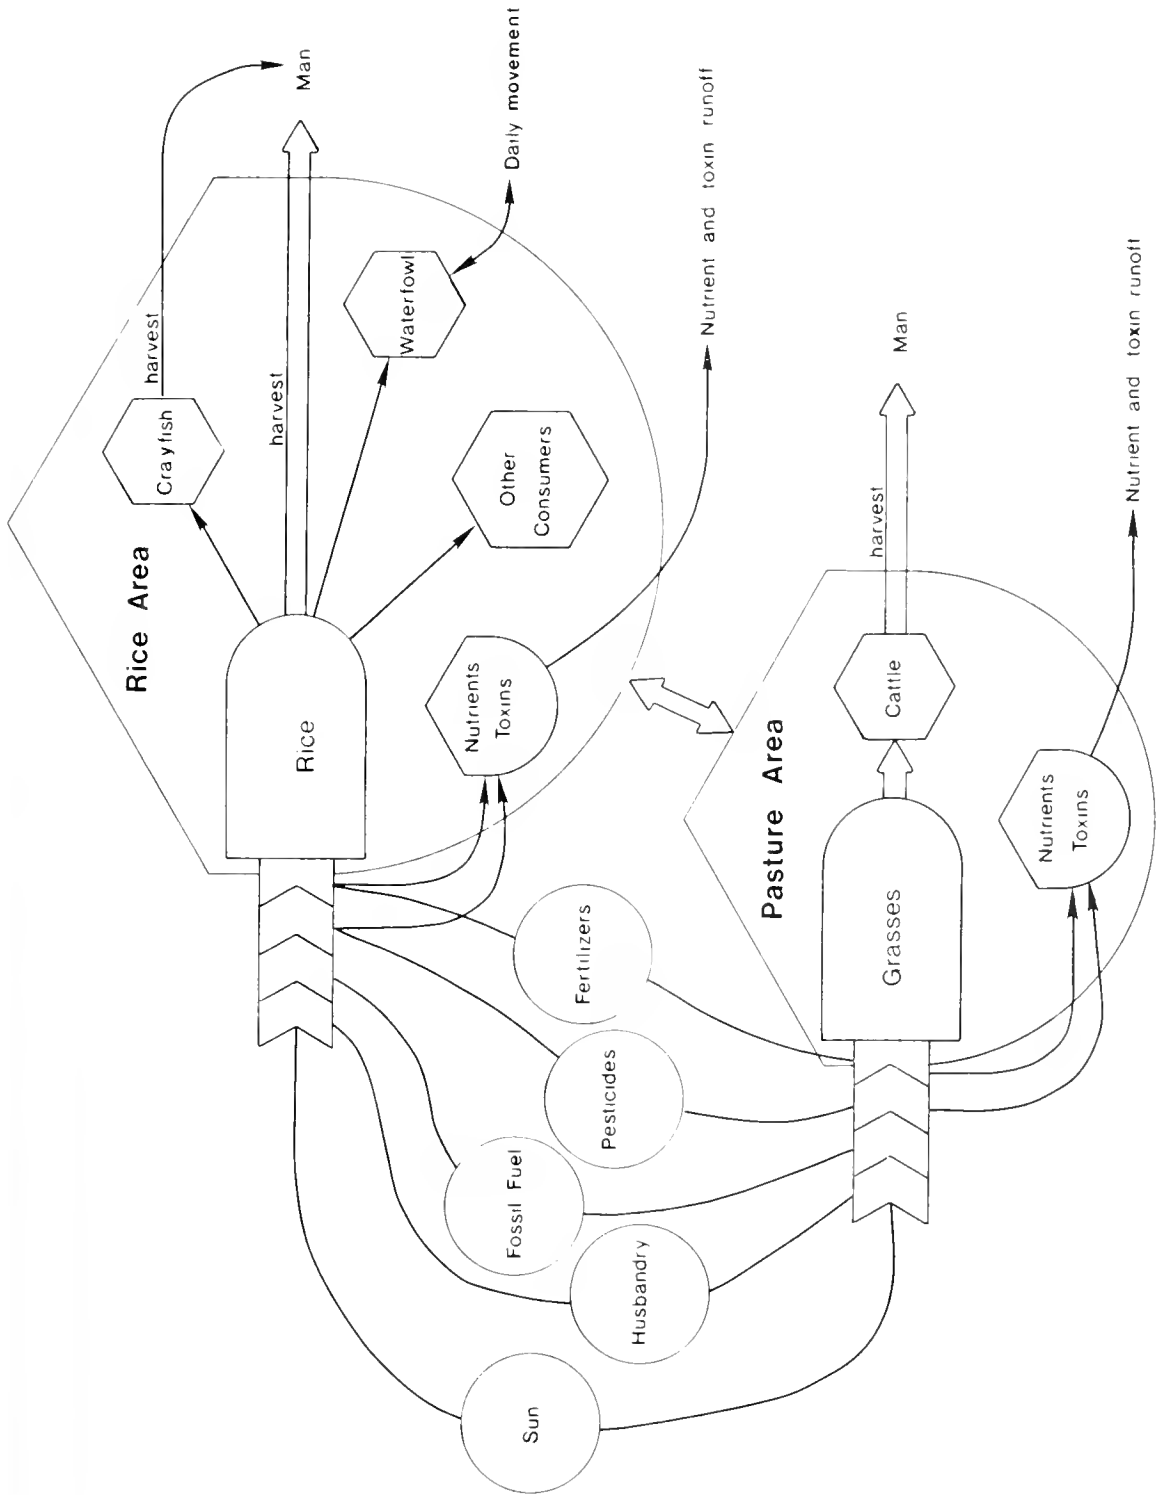 Sun
Husbandry
Fossil Fuel
Pesticides
Fertilizers
Rice Area
Rice
Crayfish
harvest
harvest
Man
Waterfowl
Daily movement
Other
Consumers
Nutrients
Toxins
Nutrient and toxin runoff
Pasture Area
Grasses
Cattle
harvest
Man
Nutrients
Toxins
Nutrient and toxin runoff